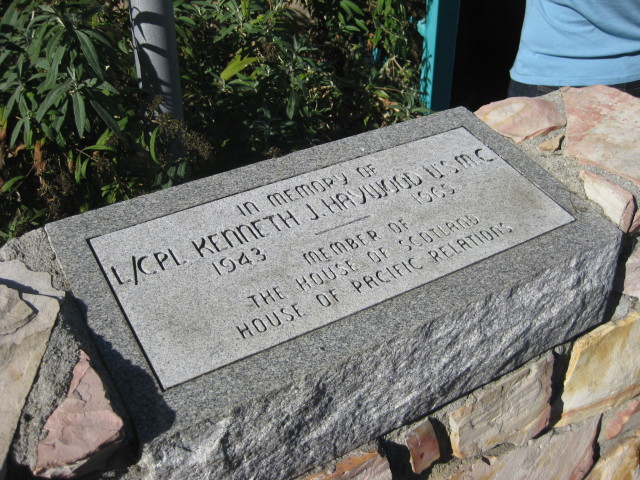 IN MEMORY OF
L/CPL. KENNETH J. HAYWOOD U.S.M.C.
1943 — 1965
MEMBER OF
THE HOUSE OF SCOTLAND
HOUSE OF PACIFIC RELATIONS